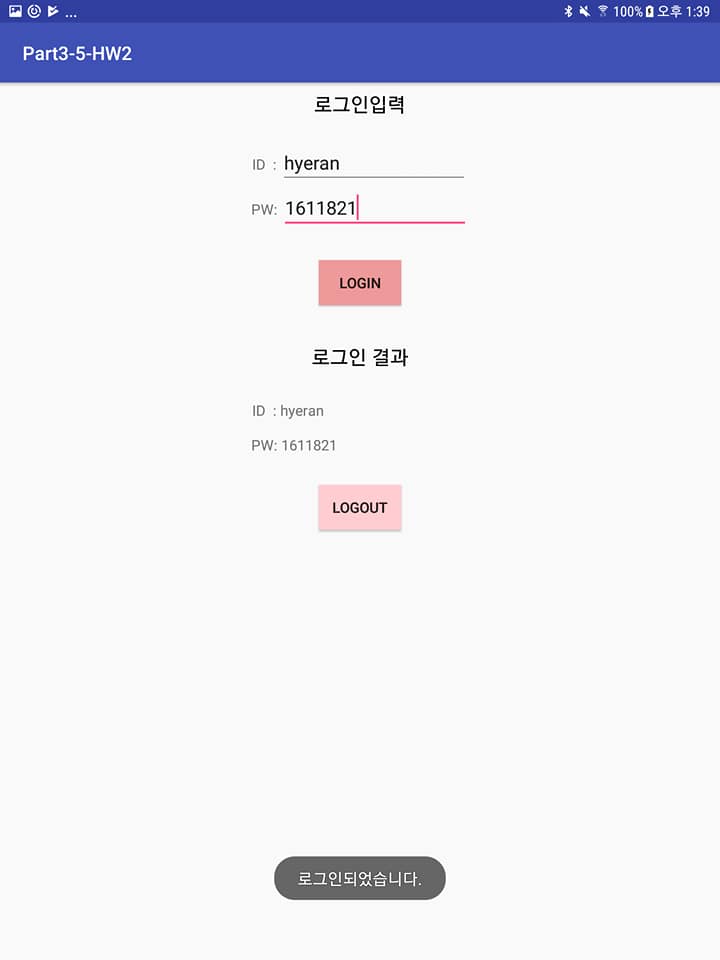 ... 100% 오후 1:39
Part3-5-HW2
로그인입력
ID : hyeran
PW: 1611821
LOGIN
로그인 결과
ID : hyeran
PW: 1611821
LOGOUT
로그인되었습니다.